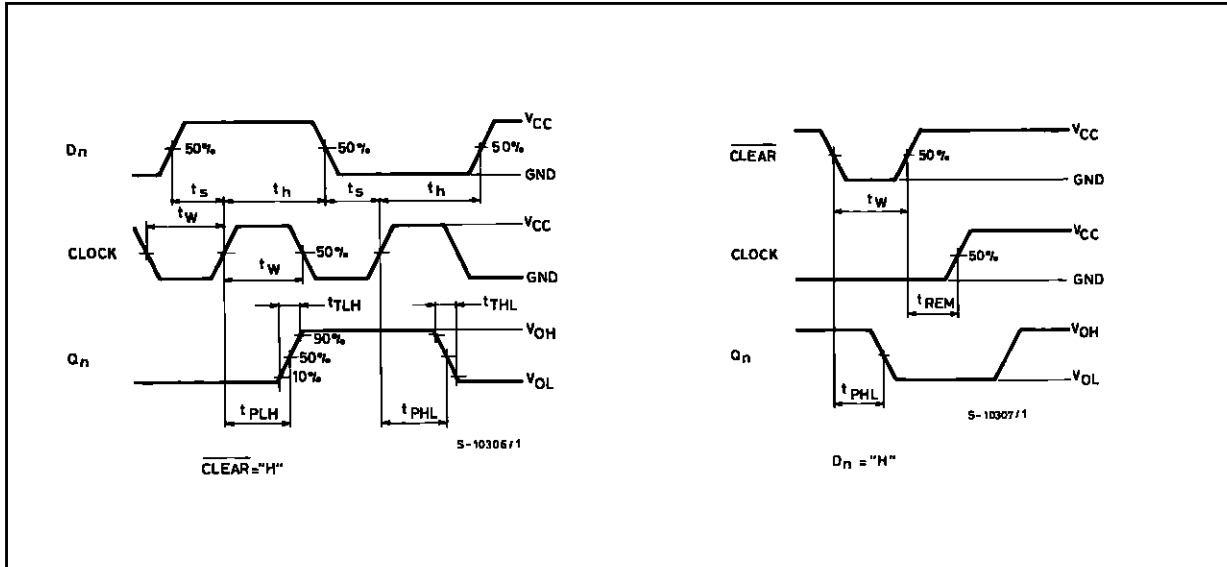 Dn
50%
50%
50%
VCC
GND
ts
th
ts
th
tW
CLOCK
VCC
50%
GND
tW
tTLH
tTHL
Qn
90%
50%
10%
VOH
VOL
tPLH
tPHL
S-10306/1
CLEAR="H"
CLEAR
50%
VCC
GND
tW
CLOCK
VCC
50%
GND
tREM
Qn
VOH
VOL
tPHL
S-10307/1
Dn = "H"